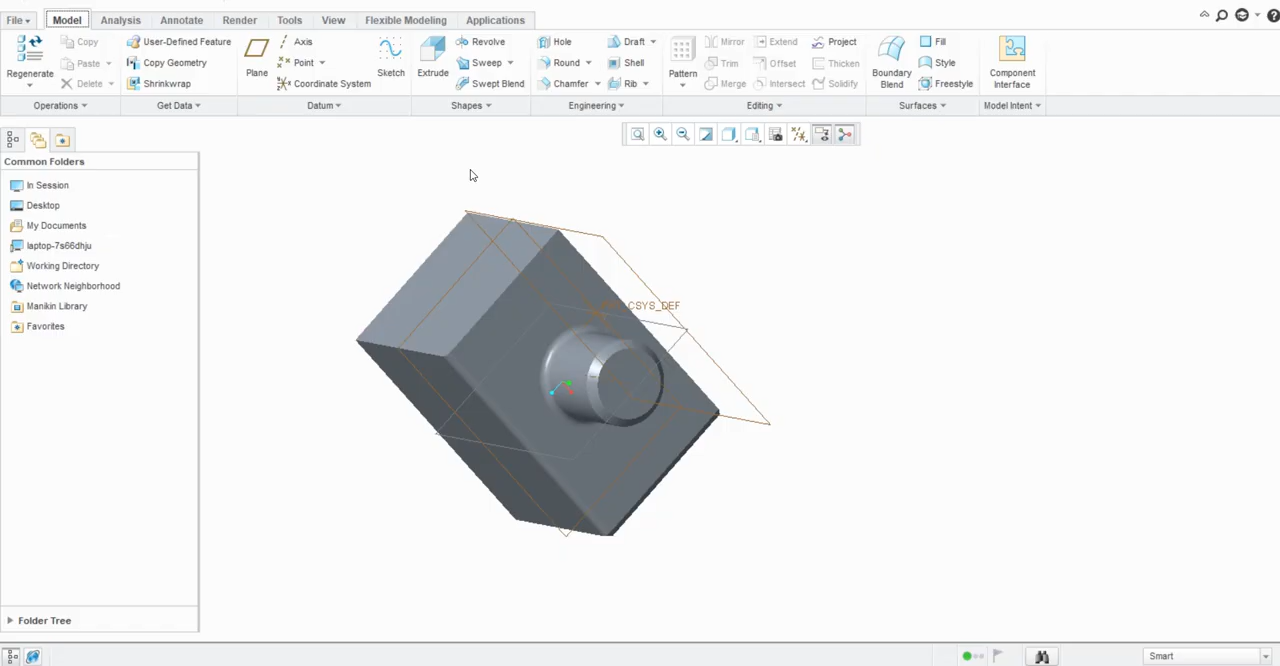 File Model Analysis Annotate Render Tools View Flexible Modeling Applications
Regenerate
Copy
Paste
Delete
User-Defined Feature
Copy Geometry
Shrinkwrap
Plane
Axis
Point
Coordinate System
Sketch
Extrude
Revolve
Sweep
Swept Blend
Hole
Round
Chamfer
Draft
Shell
Rib
Pattern
Mirror
Trim
Merge
Extend
Offset
Intersect
Project
Thicken
Solidify
Boundary
Blend
Fill
Style
Freestyle
Component
Interface
Operations Get Data Datum Shapes Engineering Editing Surfaces Model Intent
Common Folders
In Session
Desktop
My Documents
laptop-7s66dhju
Working Directory
Network Neighborhood
Manikin Library
Favorites
CSYS_DEF
Folder Tree
Smart